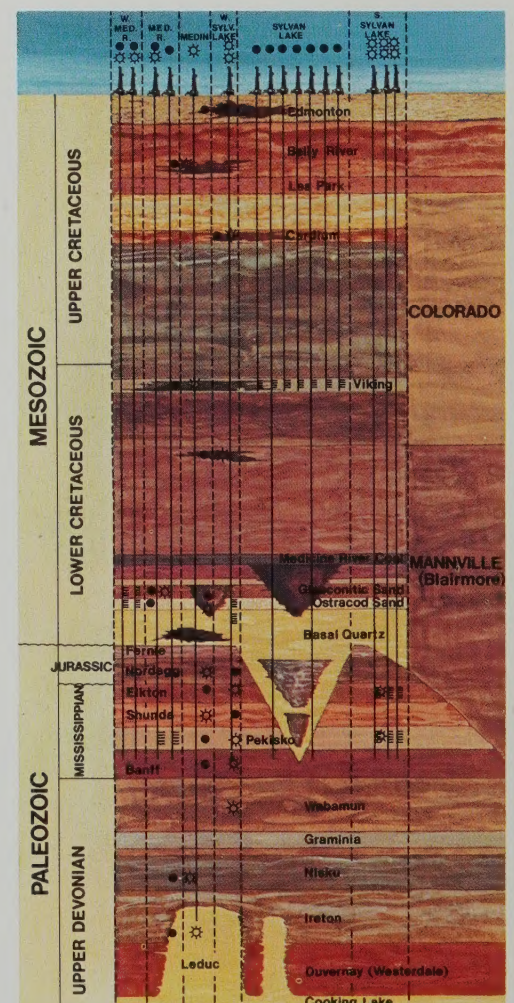 W.
MED.
R.
MED.
R.
MEDIN
W.
SYLV.
LAKE
SYLVAN
LAKE
S.
SYLVAN
LAKE
MESOZOIC
UPPER CRETACEOUS
Edmonton
Belly River
Lea Park
Cardium
COLORADO
Viking
LOWER CRETACEOUS
Medicine River Coal
MANNVILLE
(Blairmore)
Glauconitic Sand
Ostracod Sand
Basal Quartz
JURASSIC
Fernie
Nordegg
PALEOZOIC
MISSISSIPPIAN
Elkton
Shunda
Pekisko
Banff
UPPER DEVONIAN
Wabamun
Graminia
Nisku
Ireton
Leduc
Duvernay (Westerdale)
Cooking Lake